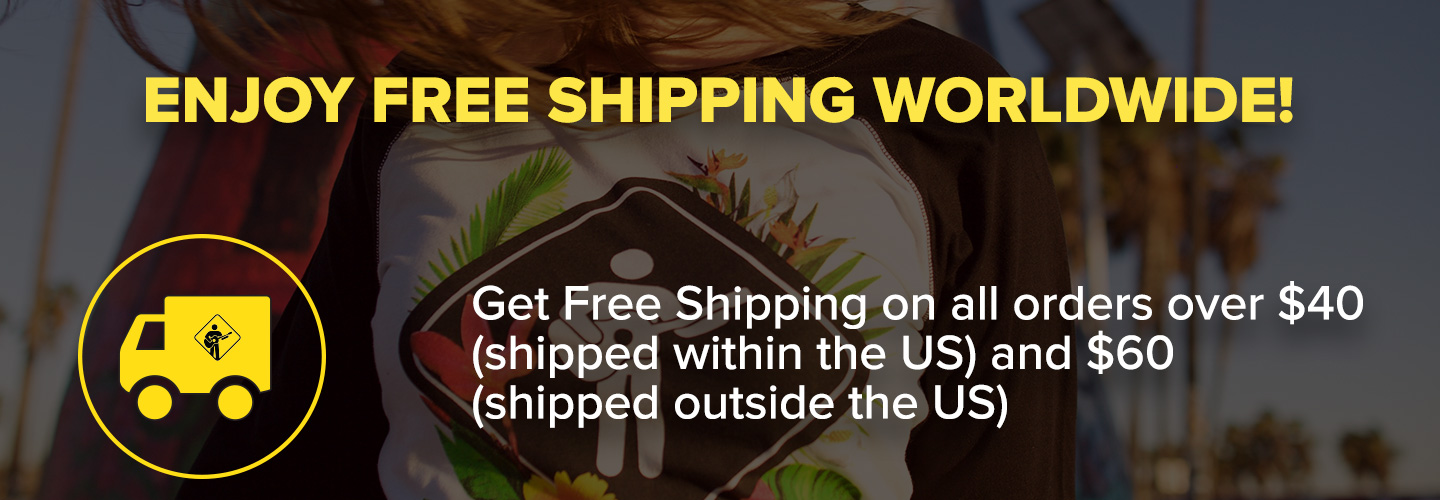 ENJOY FREE SHIPPING WORLDWIDE!
Get Free Shipping on all orders over $40
(shipped within the US) and $60
(shipped outside the US)